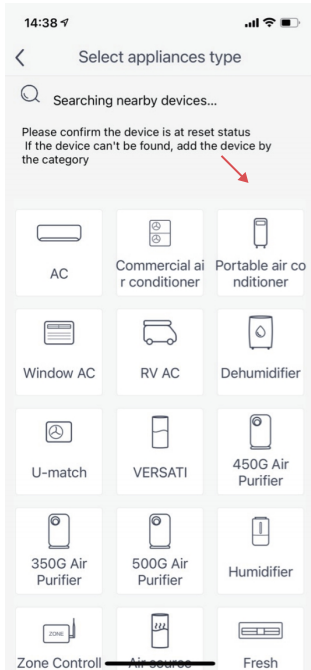 14:38
Select appliances type
Searching nearby devices...
Please confirm the device is at reset status
If the device can't be found, add the device by
the category
AC
Commercial ai
r conditioner
Portable air co
nditioner
Window AC
RV AC
Dehumidifier
U-match
VERSATI
450G Air
Purifier
350G Air
Purifier
500G Air
Purifier
Humidifier
ZONE
Zone Controll
Air source
Fresh